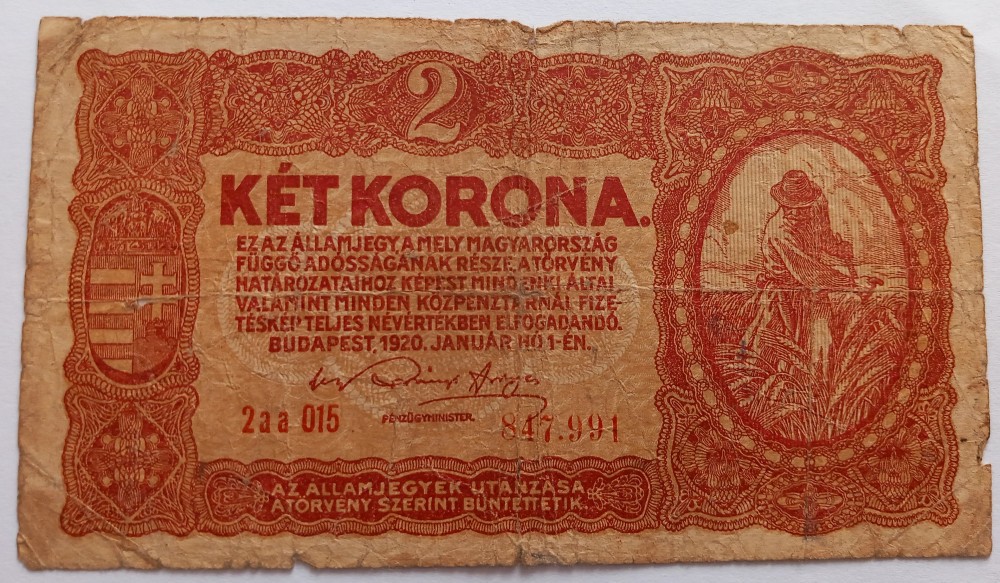 2
KÉT KORONA.
EZ AZ ÁLLAMJEGY, A MELY MAGYARORSZÁG
FÜGGŐ ADÓSSÁGÁNAK RÉSZE, A TÖRVÉNY
HATÁROZATAIHOZ KÉPEST MINDENKI ÁLTAL
VALAMINT MINDEN KÖZPÉNZTÁRNÁL FIZE-
TÉSKÉP TELJES NÉVÉRTÉKBEN ELFOGADANDÓ.
BUDAPEST, 1920. JANUÁR HÓ 1-ÉN.
2aa 015 PÉNZÜGYMINISTER. 847.991
AZ ÁLLAMJEGYEK UTÁNZÁSA
A TÖRVÉNY SZERINT BÜNTETTETIK.